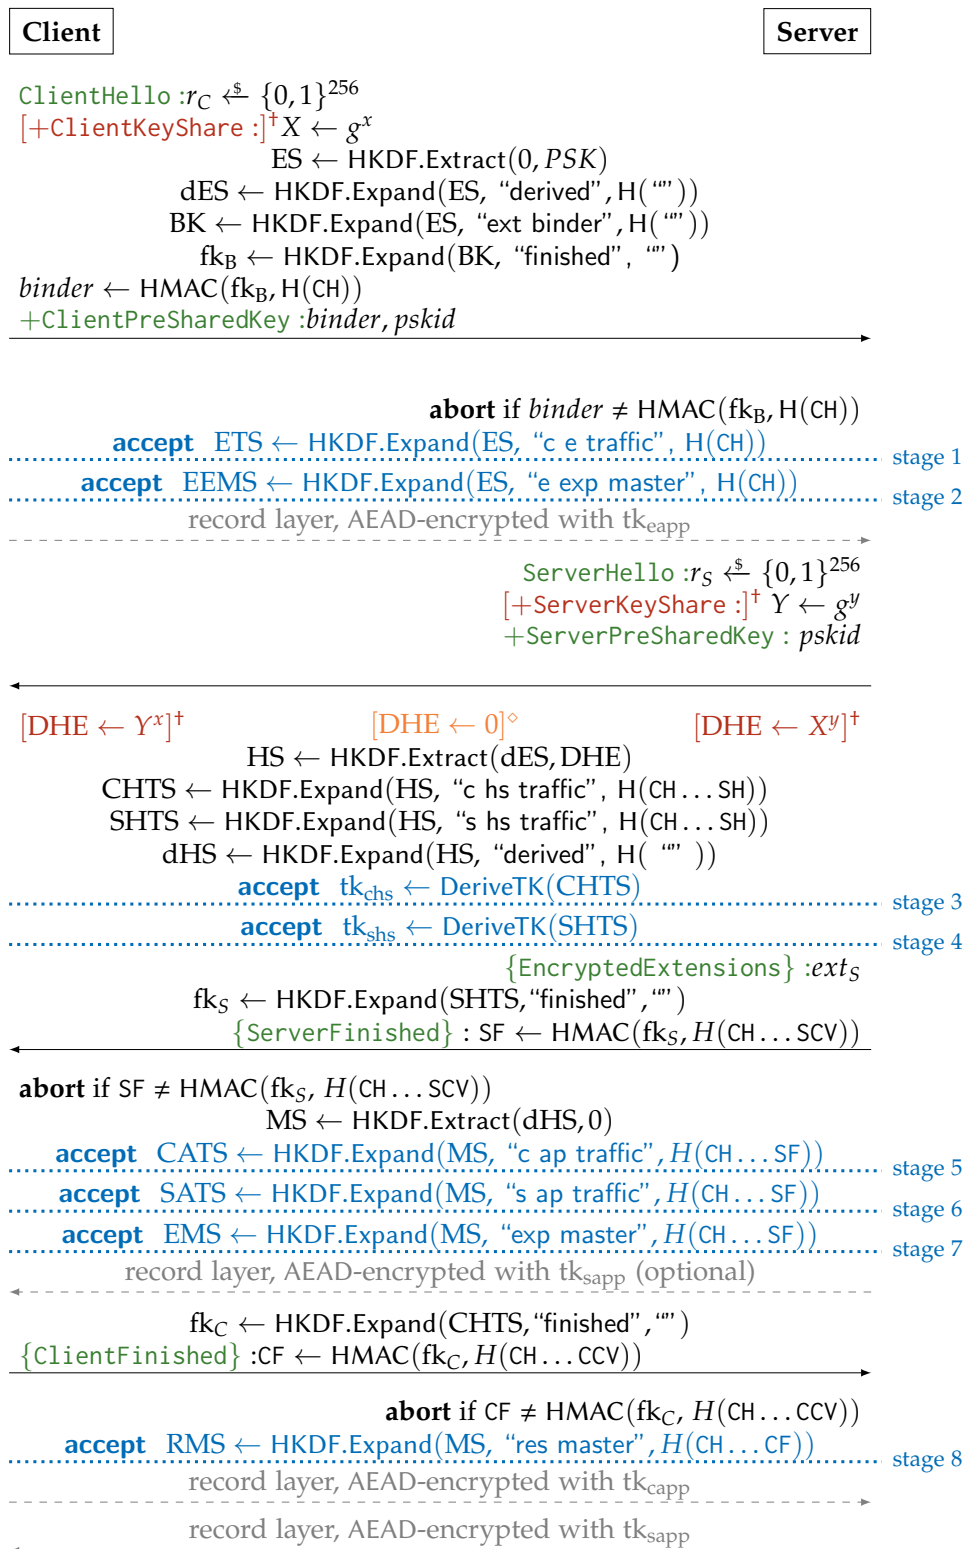 Client Server
ClientHello :r_C ←$ {0,1}^256
[+ClientKeyShare :]† X ← g^x
ES ← HKDF.Extract(0, PSK)
dES ← HKDF.Expand(ES, “derived”, H(“”))
BK ← HKDF.Expand(ES, “ext binder”, H(“”))
fk_B ← HKDF.Expand(BK, “finished”, “”)
binder ← HMAC(fk_B, H(CH))
+ClientPreSharedKey :binder, pskid
abort if binder ≠ HMAC(fk_B, H(CH))
accept ETS ← HKDF.Expand(ES, “c e traffic”, H(CH))
stage 1
accept EEMS ← HKDF.Expand(ES, “e exp master”, H(CH))
stage 2
record layer, AEAD-encrypted with tk_eapp
ServerHello :r_S ←$ {0,1}^256
[+ServerKeyShare :]† Y ← g^y
+ServerPreSharedKey : pskid
[DHE ← Y^x]† [DHE ← 0]^⋄ [DHE ← X^y]†
HS ← HKDF.Extract(dES, DHE)
CHTS ← HKDF.Expand(HS, “c hs traffic”, H(CH...SH))
SHTS ← HKDF.Expand(HS, “s hs traffic”, H(CH...SH))
dHS ← HKDF.Expand(HS, “derived”, H( “” ))
accept tk_chs ← DeriveTK(CHTS)
stage 3
accept tk_shs ← DeriveTK(SHTS)
stage 4
{EncryptedExtensions} :ext_S
fk_S ← HKDF.Expand(SHTS,“finished”,“”)
{ServerFinished} : SF ← HMAC(fk_S, H(CH...SCV))
abort if SF ≠ HMAC(fk_S, H(CH...SCV))
MS ← HKDF.Extract(dHS, 0)
accept CATS ← HKDF.Expand(MS, “c ap traffic”, H(CH...SF))
stage 5
accept SATS ← HKDF.Expand(MS, “s ap traffic”, H(CH...SF))
stage 6
accept EMS ← HKDF.Expand(MS, “exp master”, H(CH...SF))
stage 7
record layer, AEAD-encrypted with tk_sapp (optional)
fk_C ← HKDF.Expand(CHTS,“finished”,“”)
{ClientFinished} :CF ← HMAC(fk_C, H(CH...CCV))
abort if CF ≠ HMAC(fk_C, H(CH...CCV))
accept RMS ← HKDF.Expand(MS, “res master”, H(CH...CF))
stage 8
record layer, AEAD-encrypted with tk_capp
record layer, AEAD-encrypted with tk_sapp